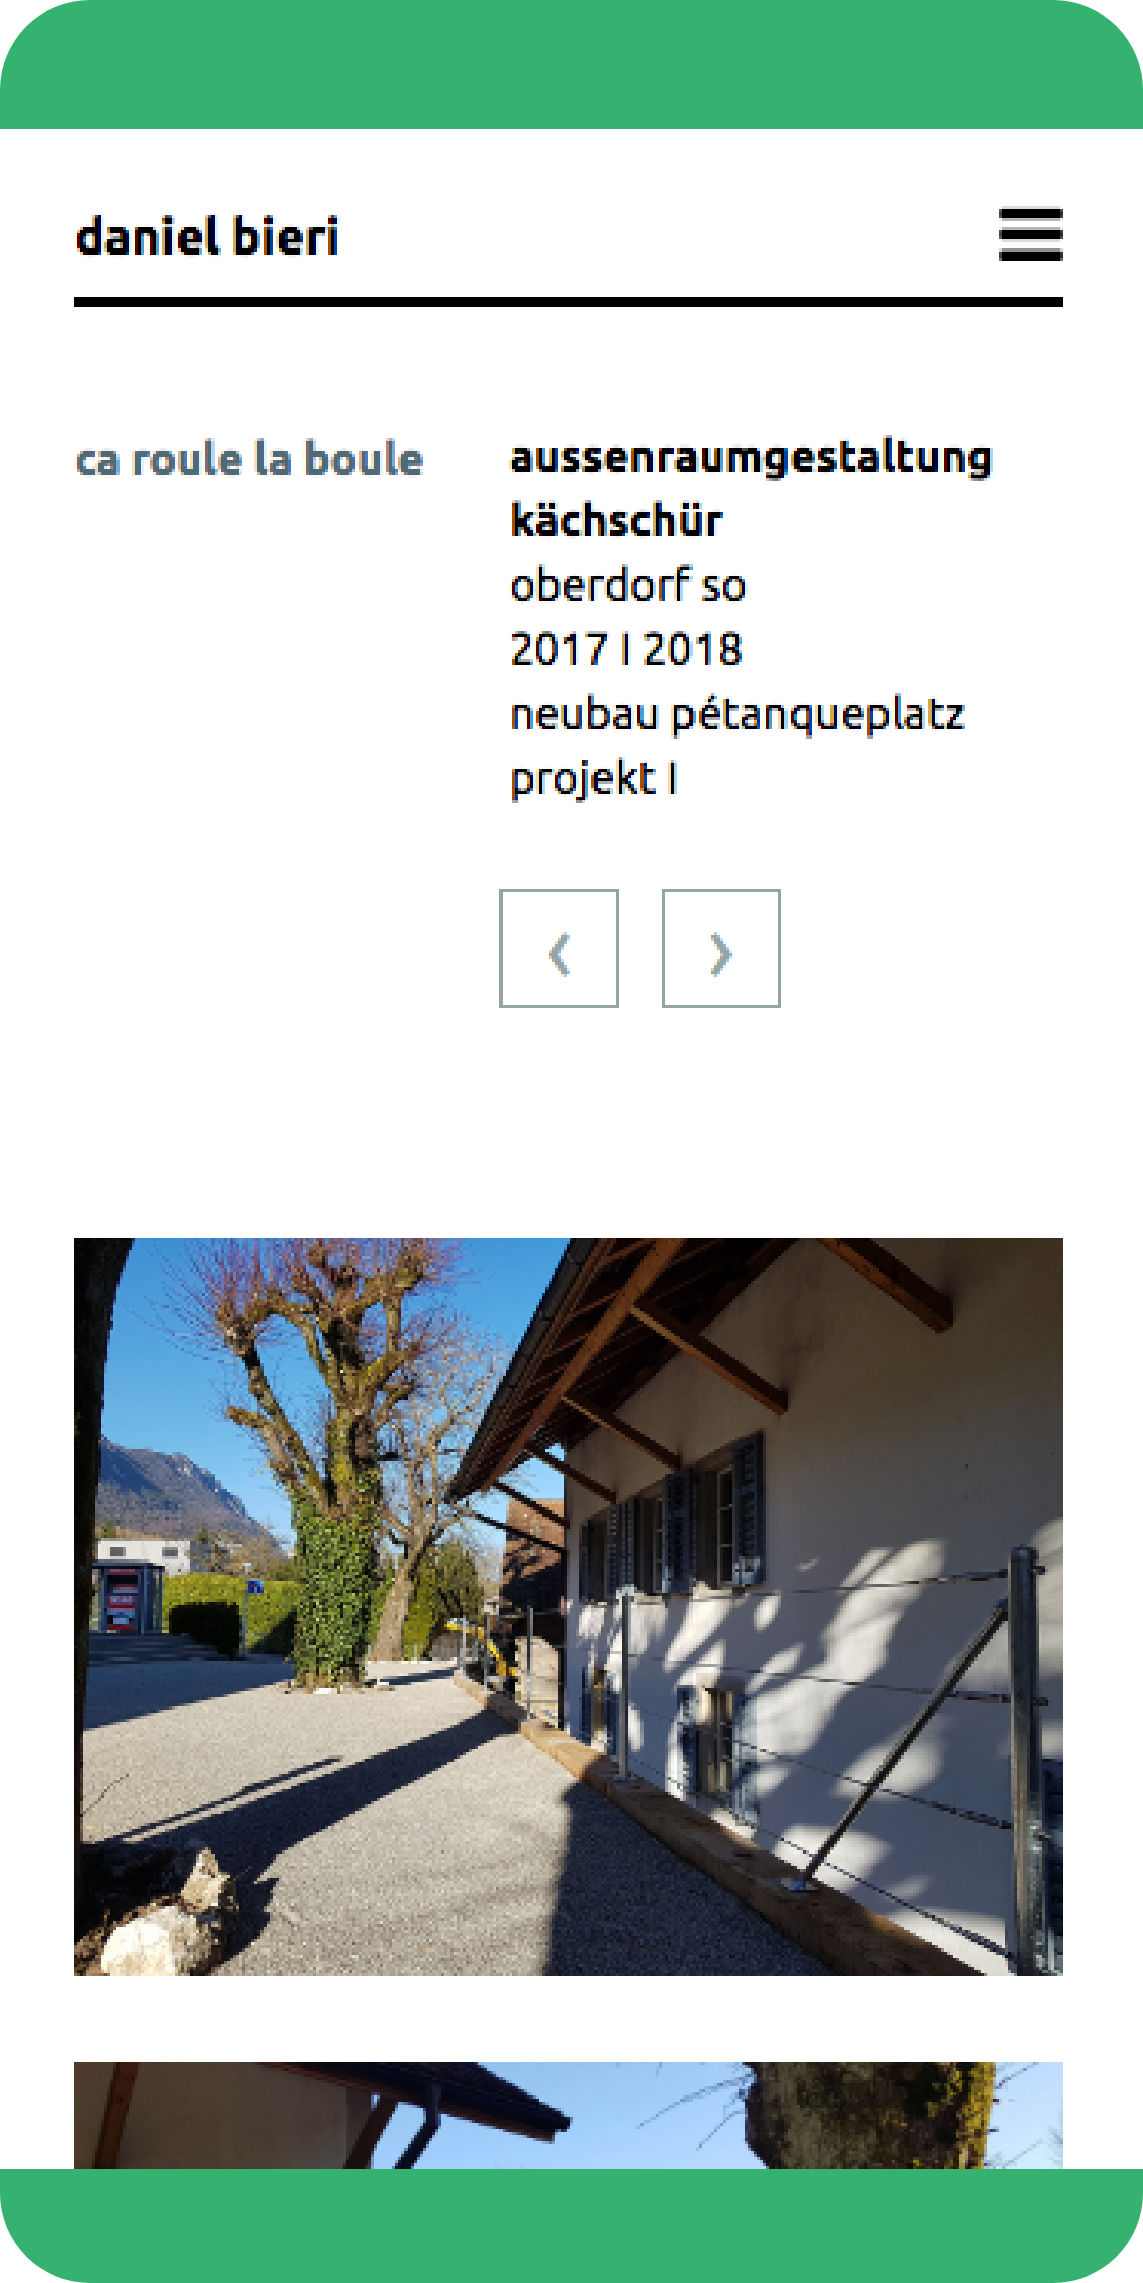 daniel bieri
ca roule la boule
aussenraumgestaltung
kächschür
oberdorf so
2017 I 2018
neubau pétanqueplatz
projekt I
‹ ›